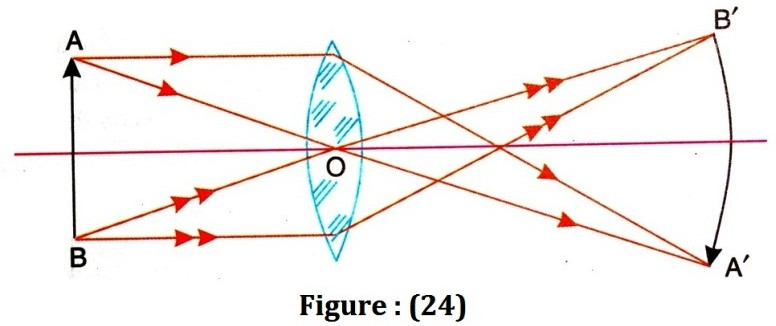 A
B′
O
B
A′
Figure : (24)